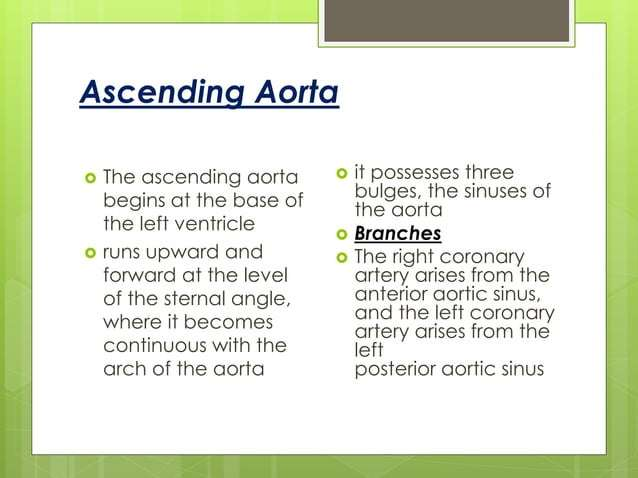 Ascending Aorta
The ascending aorta
begins at the base of
the left ventricle
runs upward and
forward at the level
of the sternal angle,
where it becomes
continuous with the
arch of the aorta
it possesses three
bulges, the sinuses of
the aorta
Branches
The right coronary
artery arises from the
anterior aortic sinus,
and the left coronary
artery arises from the
left
posterior aortic sinus